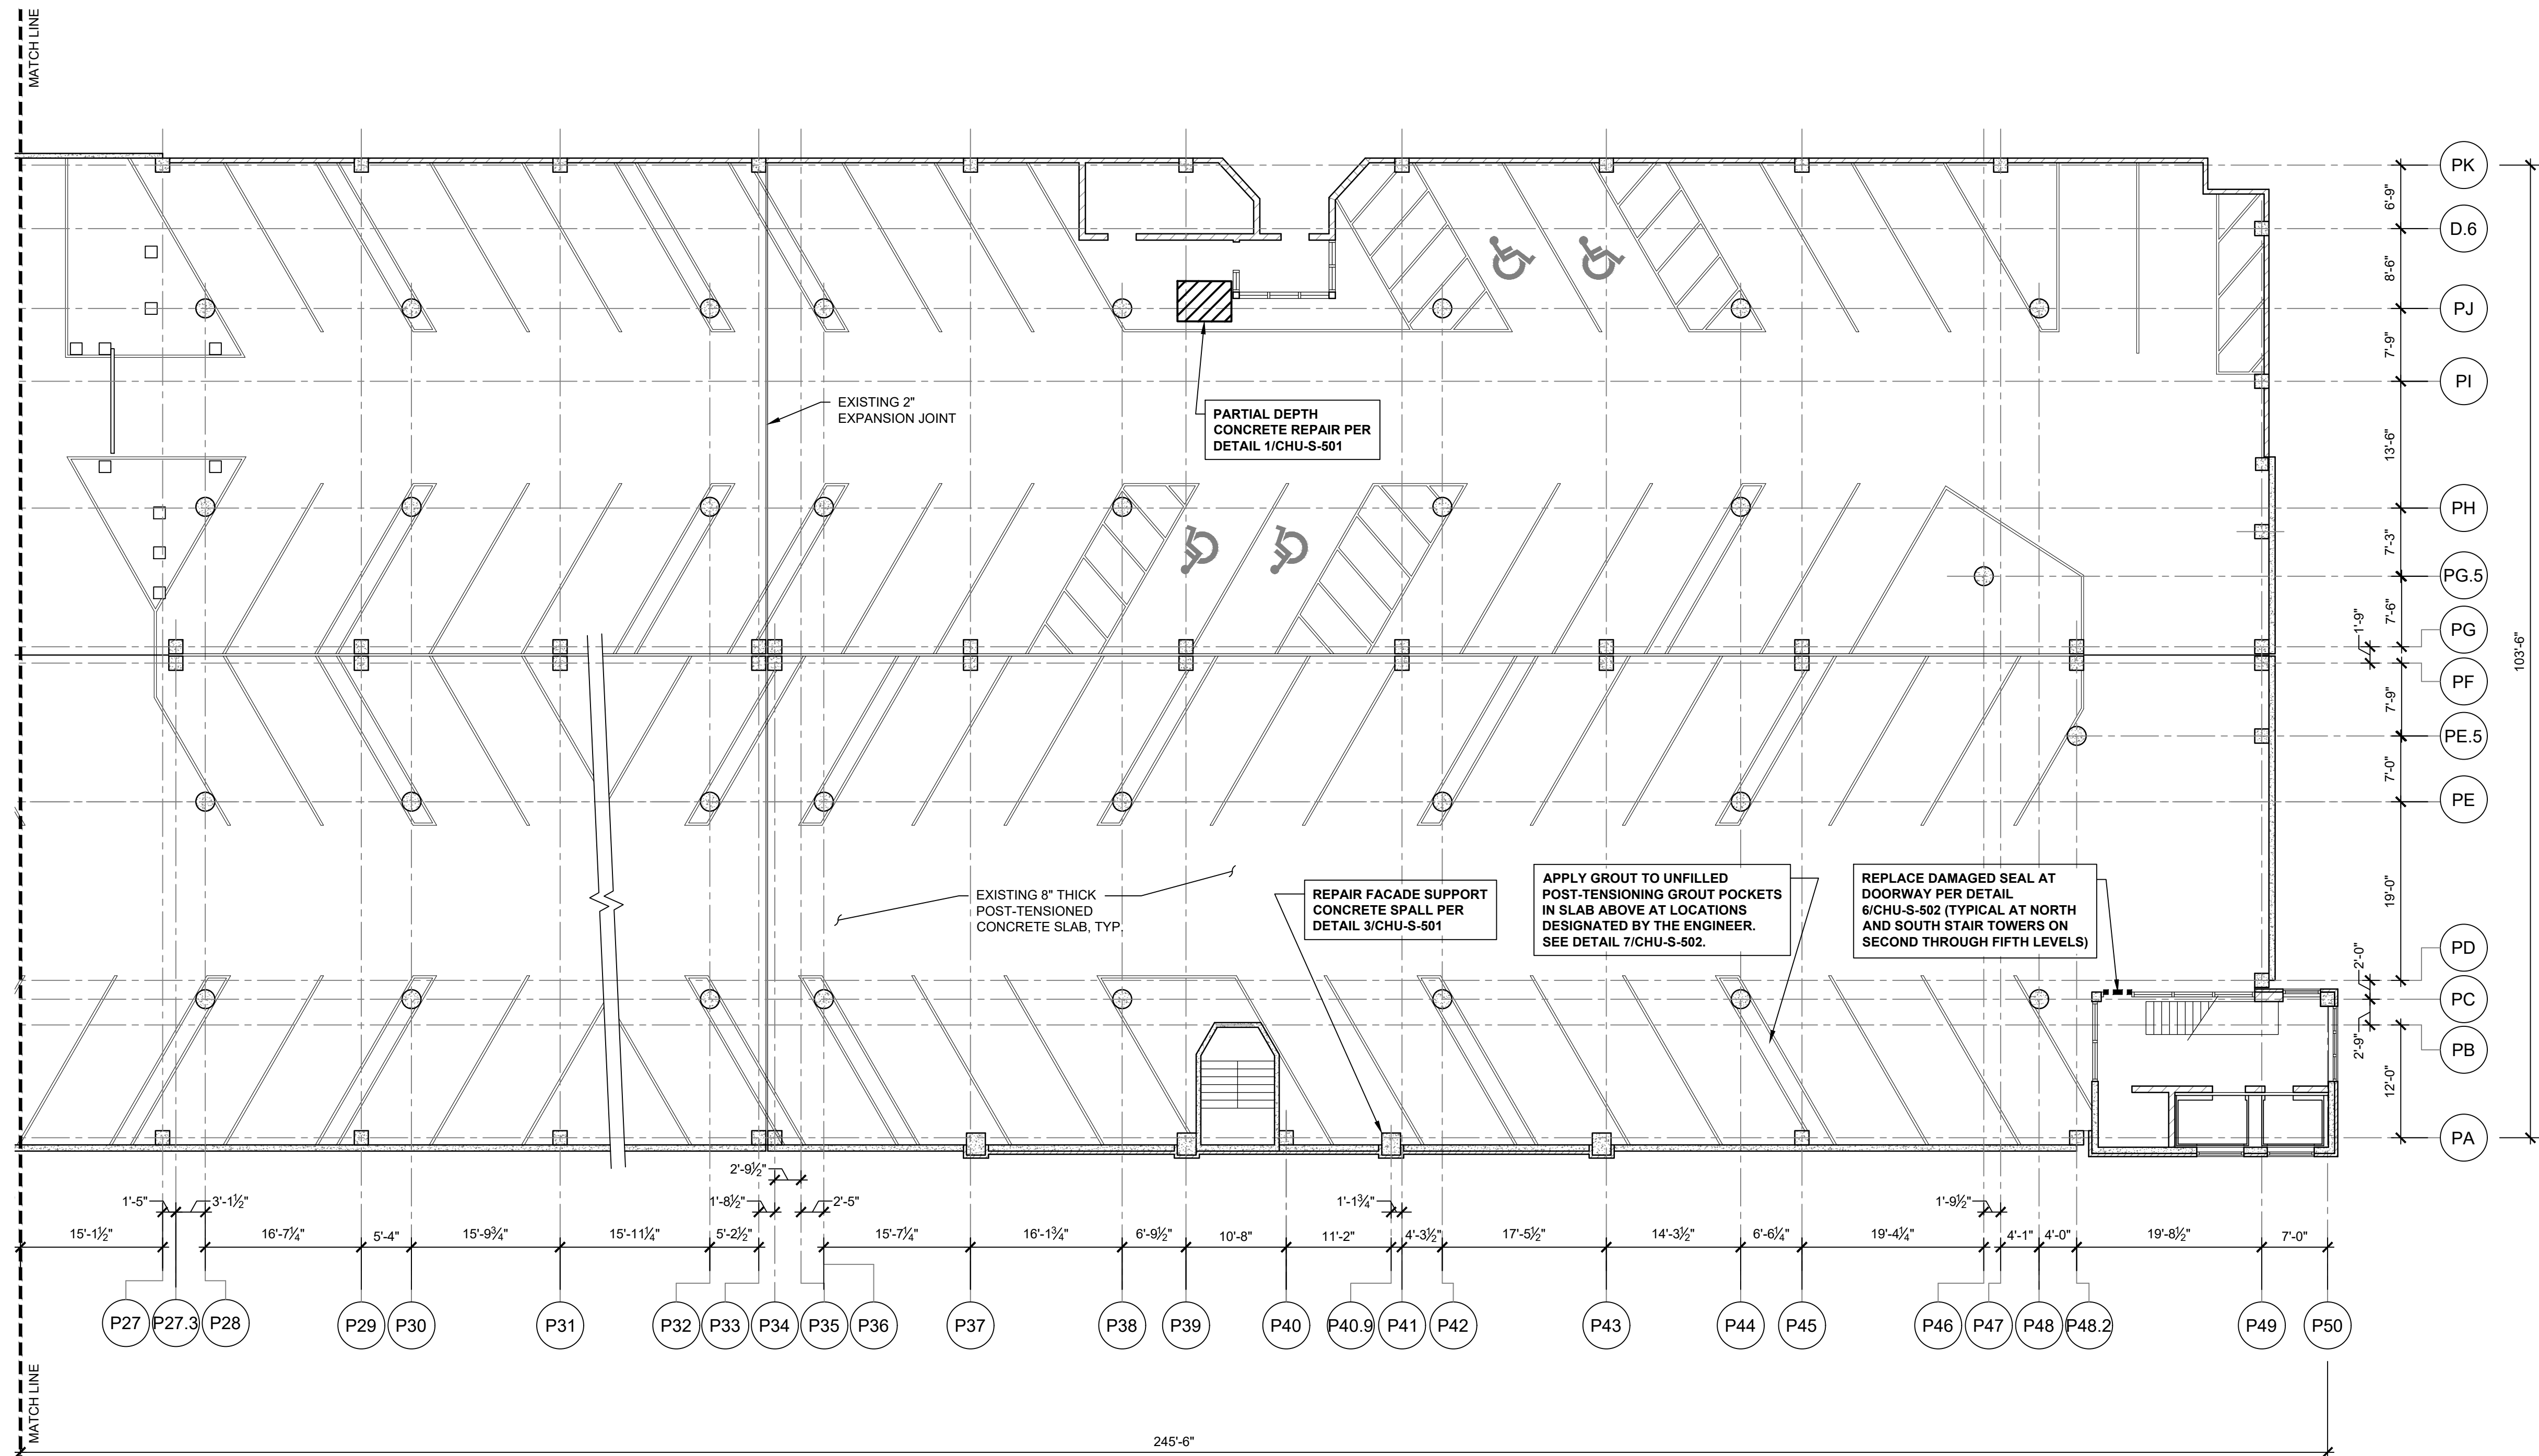 MATCH LINE
PK
6'-9"
D.6
8'-6"
PJ
7'-9"
PI
EXISTING 2"
EXPANSION JOINT
PARTIAL DEPTH
CONCRETE REPAIR PER
DETAIL 1/CHU-S-501
13'-6"
PH
7'-3"
PG.5
7'-6"
1'-9"
PG
103'-6"
PF
7'-9"
PE.5
7'-0"
PE
EXISTING 8" THICK
POST-TENSIONED
CONCRETE SLAB, TYP.
REPAIR FACADE SUPPORT
CONCRETE SPALL PER
DETAIL 3/CHU-S-501
APPLY GROUT TO UNFILLED
POST-TENSIONING GROUT POCKETS
IN SLAB ABOVE AT LOCATIONS
DESIGNATED BY THE ENGINEER.
SEE DETAIL 7/CHU-S-502.
REPLACE DAMAGED SEAL AT
DOORWAY PER DETAIL
6/CHU-S-502 (TYPICAL AT NORTH
AND SOUTH STAIR TOWERS ON
SECOND THROUGH FIFTH LEVELS)
19'-0"
PD
2'-0"
PC
2'-9"
PB
12'-0"
PA
2'-9½"
1'-5"
3'-1½"
1'-8½"
2'-5"
1'-1¾"
1'-9½"
15'-1½"
16'-7¼"
5'-4"
15'-9¾"
15'-11¼"
5'-2½"
15'-7¼"
16'-1¾"
6'-9½"
10'-8"
11'-2"
4'-3½"
17'-5½"
14'-3½"
6'-6¼"
19'-4¼"
4'-1"
4'-0"
19'-8½"
7'-0"
P27
P27.3
P28
P29
P30
P31
P32
P33
P34
P35
P36
P37
P38
P39
P40
P40.9
P41
P42
P43
P44
P45
P46
P47
P48
P48.2
P49
P50
MATCH LINE
245'-6"